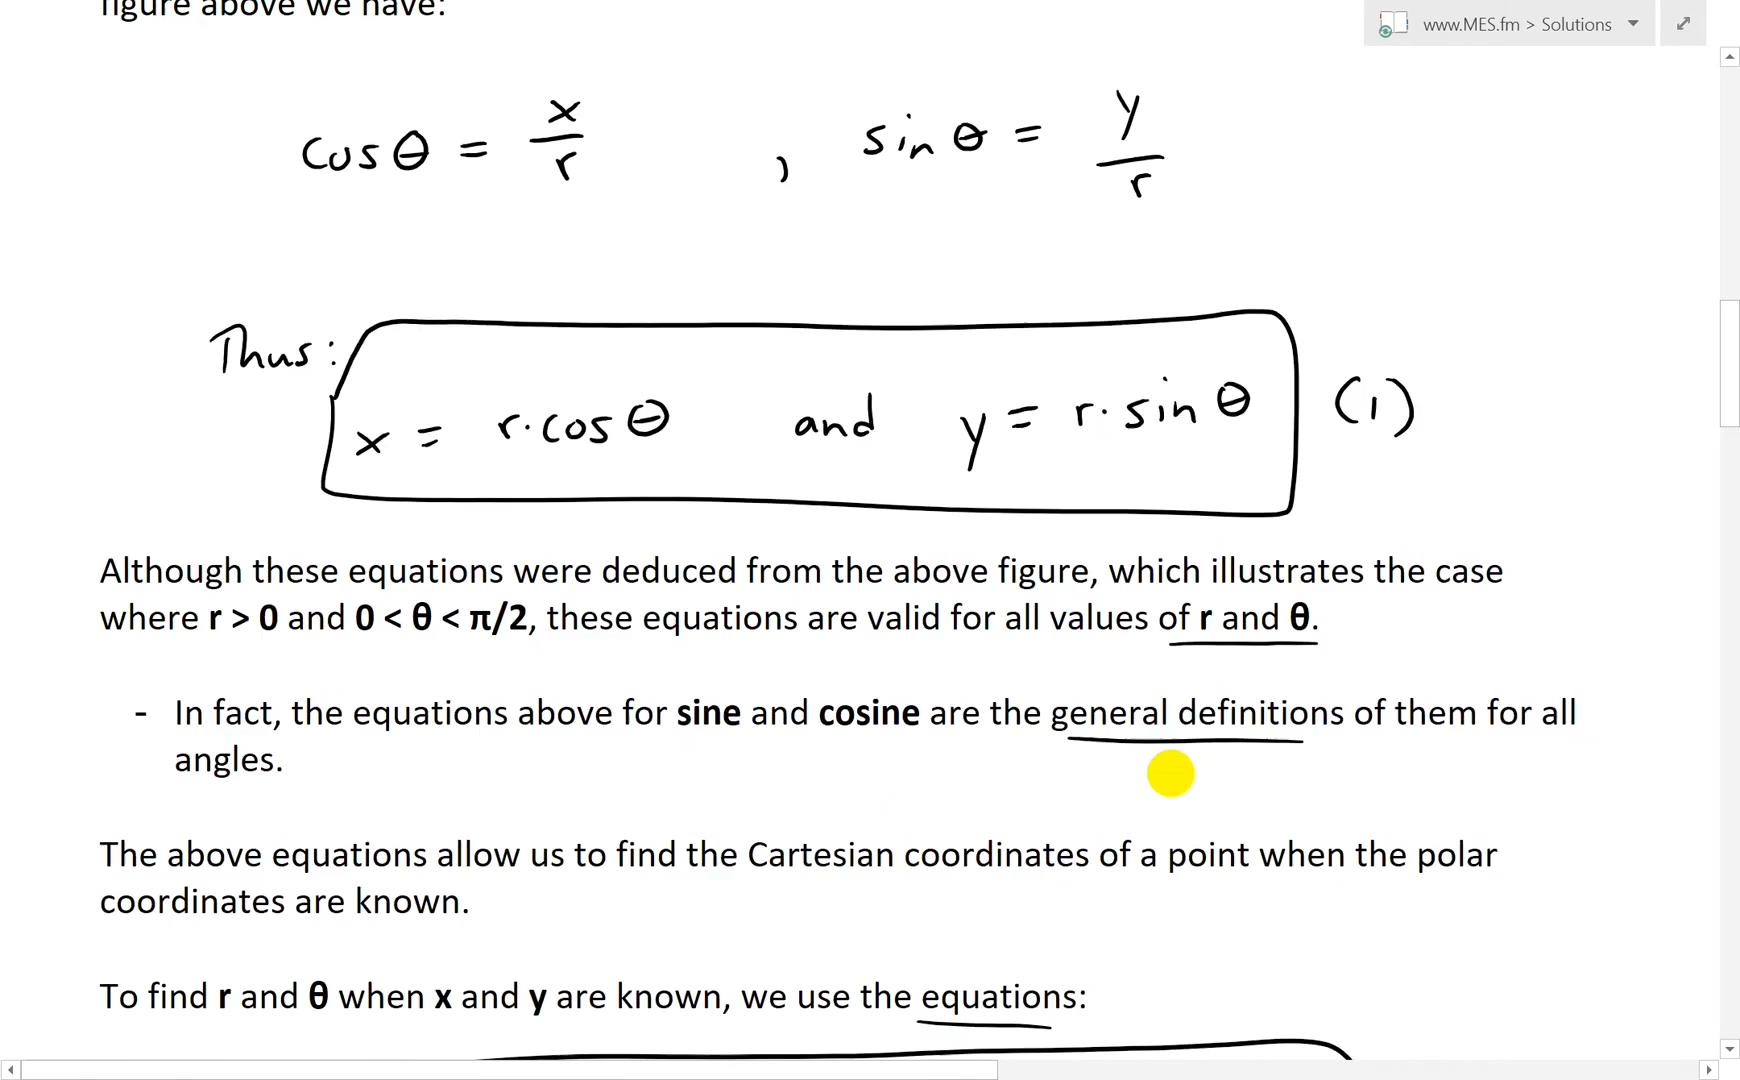 figure above we have:
www.MES.fm > Solutions
cosθ = x/r , sin θ = y/r
Thus:
x = r·cosθ and y = r·sin θ (1)
Although these equations were deduced from the above figure, which illustrates the case
where r > 0 and 0 < θ < π/2, these equations are valid for all values of r and θ.
- In fact, the equations above for sine and cosine are the general definitions of them for all
angles.
The above equations allow us to find the Cartesian coordinates of a point when the polar
coordinates are known.
To find r and θ when x and y are known, we use the equations: